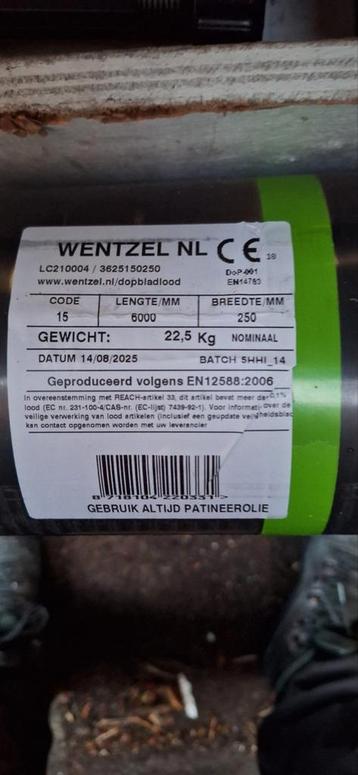 WENTZEL NL CE 18
LC210004 / 3625150250 DoP-001
www.wentzel.nl/dopbladlood EN14783
CODE LENGTE/MM BREEDTE/MM
15 6000 250
GEWICHT: 22,5 Kg NOMINAAL
DATUM 14/08/2025 BATCH 5HHI_14
Geproduceerd volgens EN12588:2006
In overeenstemming met REACH-artikel 33, dit artikel bevat meer dan 0,1%
lood (EC nr. 231-100-4/CAS-nr. (EC-lijst) 7439-92-1). Voor informatie over de
veilige verwerking van lood artikelen (inclusief een geupdate veiligheidsblad
kan contact opgenomen worden met uw leverancier
8 718104 220331 >
GEBRUIK ALTIJD PATINEEROLIE